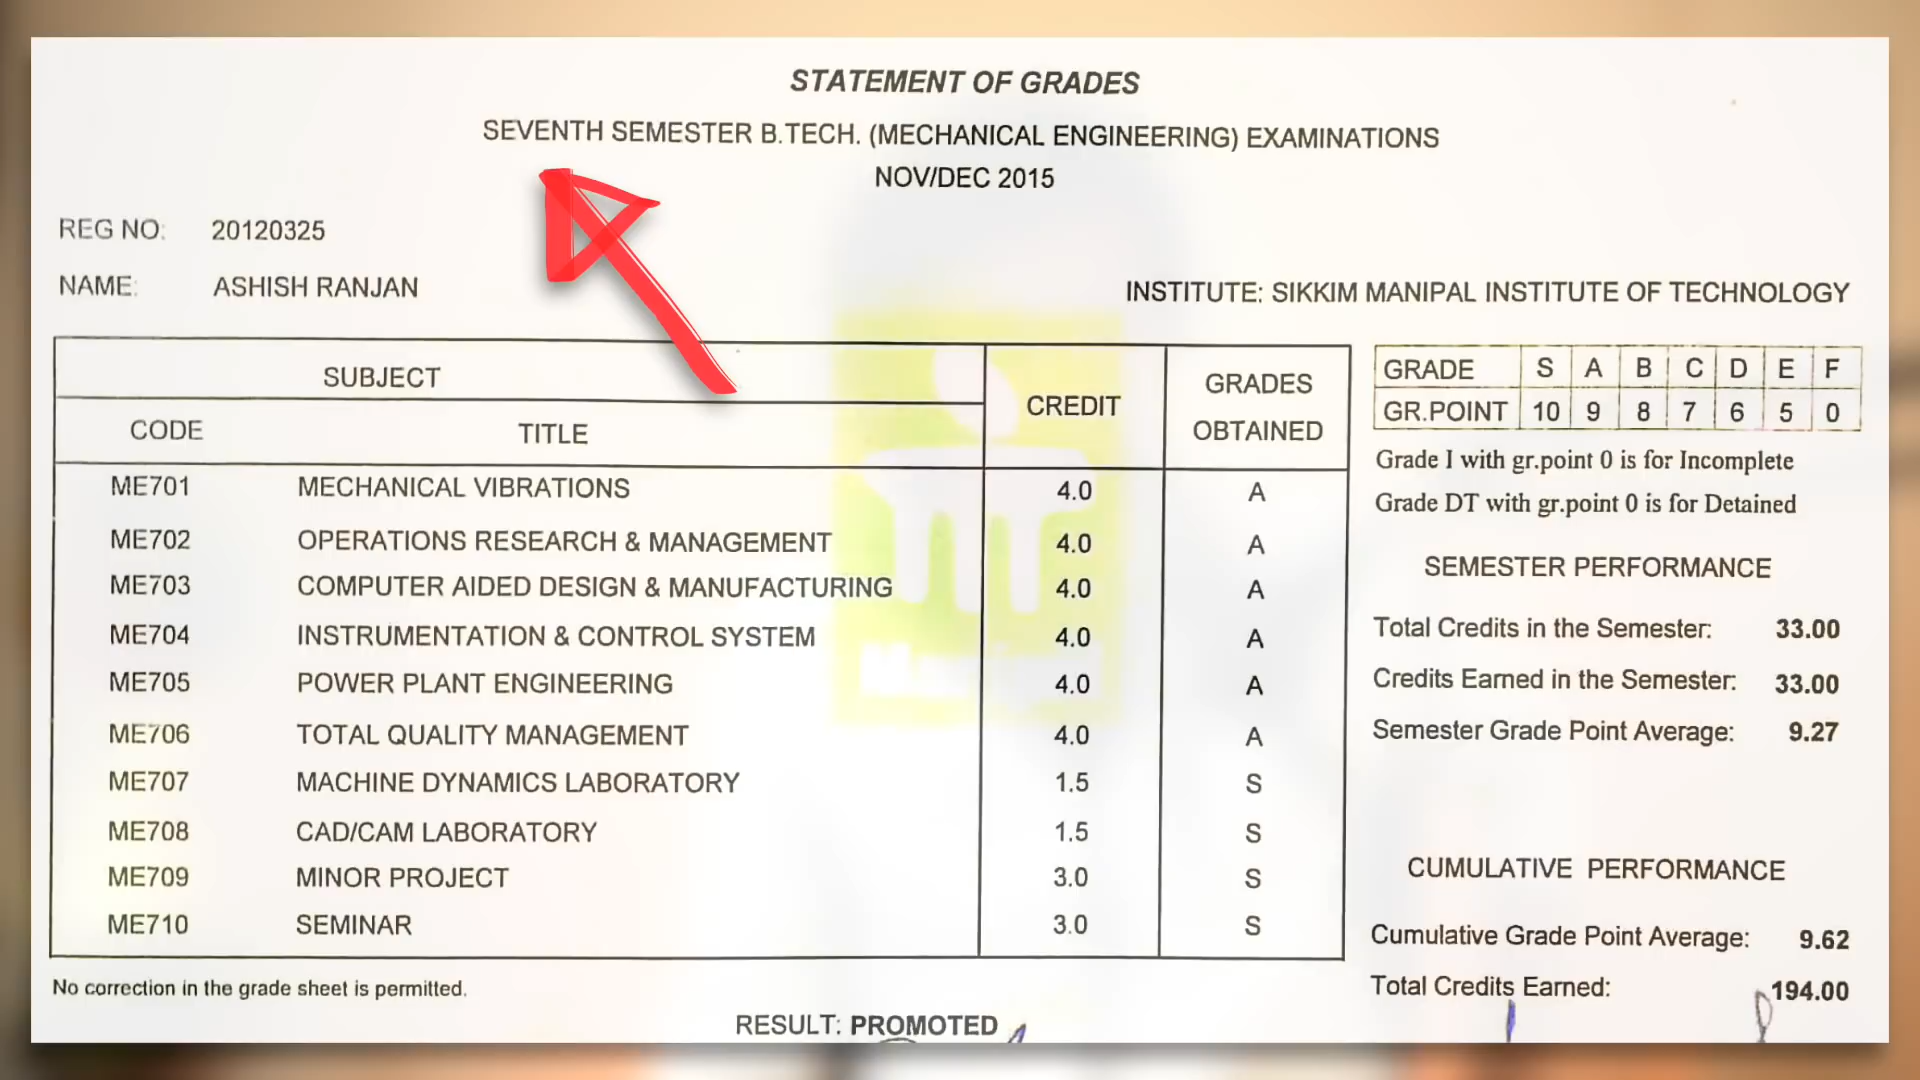 STATEMENT OF GRADES
SEVENTH SEMESTER B.TECH. (MECHANICAL ENGINEERING) EXAMINATIONS
NOV/DEC 2015
REG NO: 20120325
NAME: ASHISH RANJAN
INSTITUTE: SIKKIM MANIPAL INSTITUTE OF TECHNOLOGY
SUBJECT
CREDIT
GRADES OBTAINED
CODE TITLE
ME701 MECHANICAL VIBRATIONS 4.0 A
ME702 OPERATIONS RESEARCH & MANAGEMENT 4.0 A
ME703 COMPUTER AIDED DESIGN & MANUFACTURING 4.0 A
ME704 INSTRUMENTATION & CONTROL SYSTEM 4.0 A
ME705 POWER PLANT ENGINEERING 4.0 A
ME706 TOTAL QUALITY MANAGEMENT 4.0 A
ME707 MACHINE DYNAMICS LABORATORY 1.5 S
ME708 CAD/CAM LABORATORY 1.5 S
ME709 MINOR PROJECT 3.0 S
ME710 SEMINAR 3.0 S
No correction in the grade sheet is permitted.
RESULT: PROMOTED
GRADE S A B C D E F
GR.POINT 10 9 8 7 6 5 0
Grade I with gr.point 0 is for Incomplete
Grade DT with gr.point 0 is for Detained
SEMESTER PERFORMANCE
Total Credits in the Semester: 33.00
Credits Earned in the Semester: 33.00
Semester Grade Point Average: 9.27
CUMULATIVE PERFORMANCE
Cumulative Grade Point Average: 9.62
Total Credits Earned: 194.00